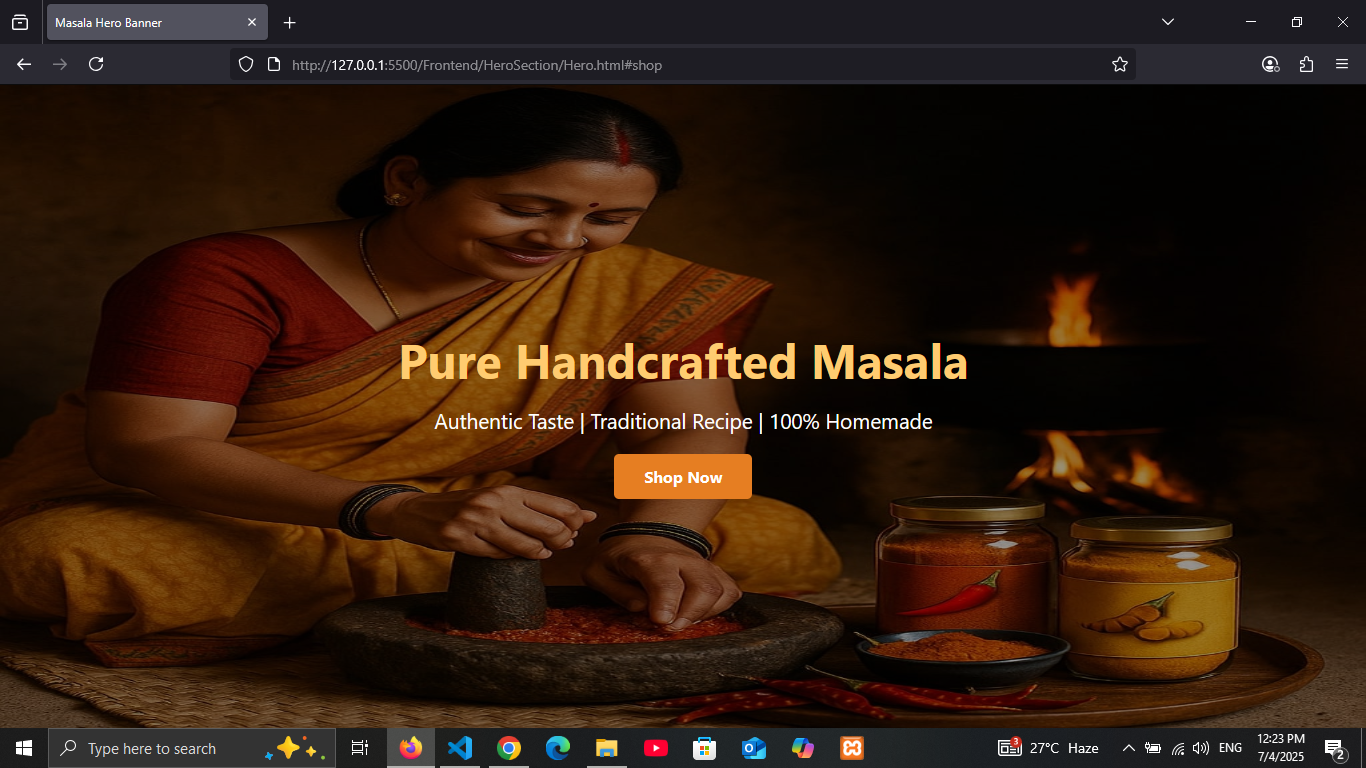 Masala Hero Banner
http://127.0.0.1:5500/Frontend/HeroSection/Hero.html#shop
Pure Handcrafted Masala
Authentic Taste | Traditional Recipe | 100% Homemade
Shop Now
Type here to search
3
27°C Haze
ENG
12:23 PM
7/4/2025
2